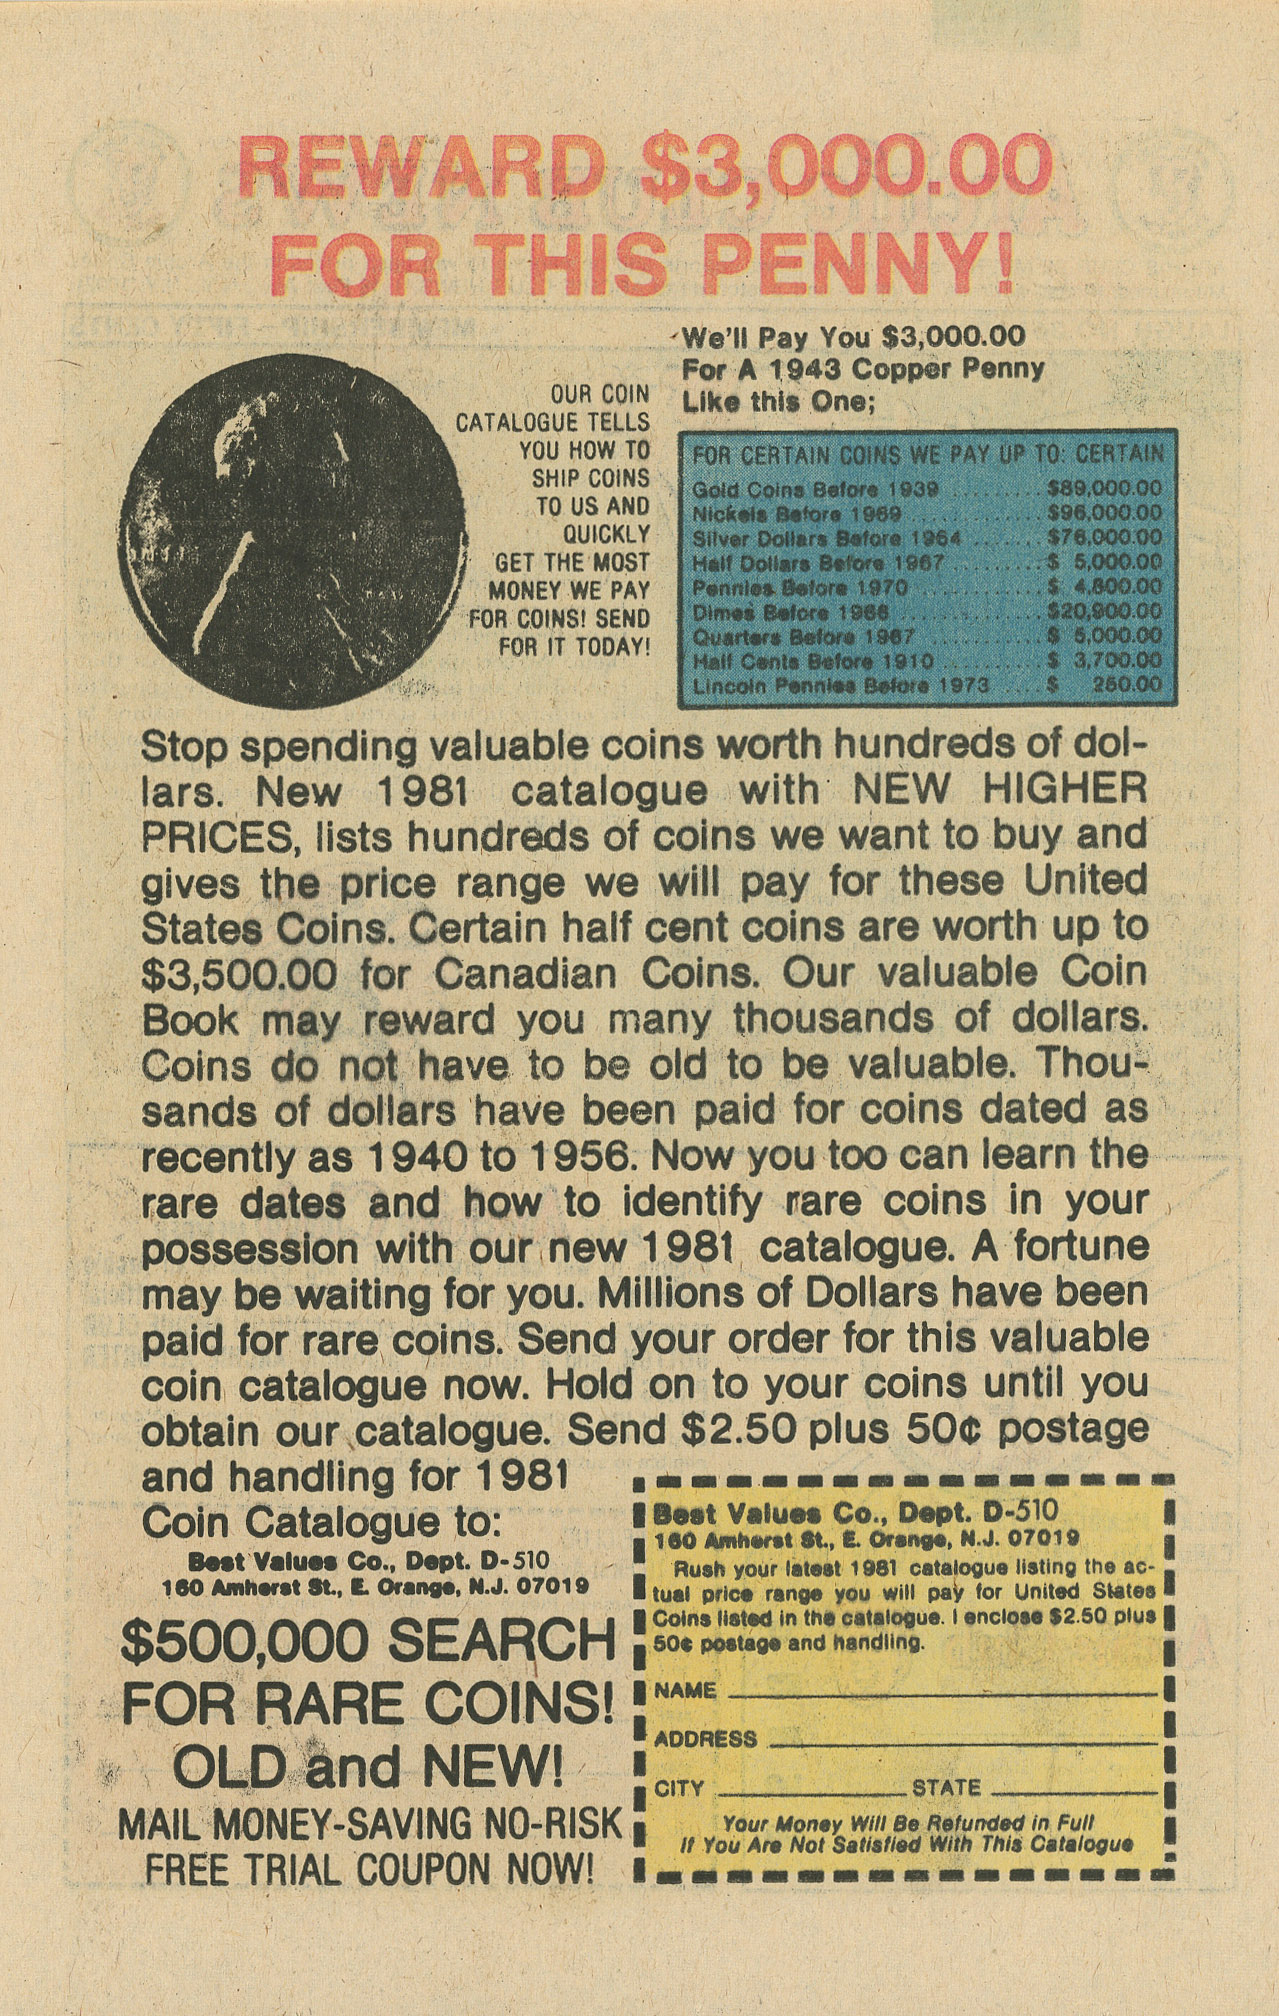 REWARD $3,000.00
FOR THIS PENNY!
We'll Pay You $3,000.00
For A 1943 Copper Penny
Like this One;
OUR COIN
CATALOGUE TELLS
YOU HOW TO
SHIP COINS
TO US AND
QUICKLY
GET THE MOST
MONEY WE PAY
FOR COINS! SEND
FOR IT TODAY!
FOR CERTAIN COINS WE PAY UP TO: CERTAIN
Gold Coins Before 1939 ......... $89,000.00
Nickels Before 1969 ............. $96,000.00
Silver Dollars Before 1964 ....... $76,000.00
Half Dollars Before 1967 ......... $ 5,000.00
Pennies Before 1970 ............ $ 4,800.00
Dimes Before 1966 .............. $20,900.00
Quarters Before 1967 ........... $ 5,000.00
Half Cents Before 1910 .......... $ 3,700.00
Lincoln Pennies Before 1973 .... $ 250.00
Stop spending valuable coins worth hundreds of dol-
lars. New 1981 catalogue with NEW HIGHER
PRICES, lists hundreds of coins we want to buy and
gives the price range we will pay for these United
States Coins. Certain half cent coins are worth up to
$3,500.00 for Canadian Coins. Our valuable Coin
Book may reward you many thousands of dollars.
Coins do not have to be old to be valuable. Thou-
sands of dollars have been paid for coins dated as
recently as 1940 to 1956. Now you too can learn the
rare dates and how to identify rare coins in your
possession with our new 1981 catalogue. A fortune
may be waiting for you. Millions of Dollars have been
paid for rare coins. Send your order for this valuable
coin catalogue now. Hold on to your coins until you
obtain our catalogue. Send $2.50 plus 50¢ postage
and handling for 1981
Coin Catalogue to:
Best Values Co., Dept. D-510
160 Amherst St., E. Orange, N.J. 07019
$500,000 SEARCH
FOR RARE COINS!
OLD and NEW!
MAIL MONEY-SAVING NO-RISK
FREE TRIAL COUPON NOW!
Best Values Co., Dept. D-510
160 Amherst St., E. Orange, N.J. 07019
Rush your latest 1981 catalogue listing the ac-
tual price range you will pay for United States
Coins listed in the catalogue. I enclose $2.50 plus
50¢ postage and handling.
NAME
ADDRESS
CITY STATE
Your Money Will Be Refunded in Full
If You Are Not Satisfied With This Catalogue